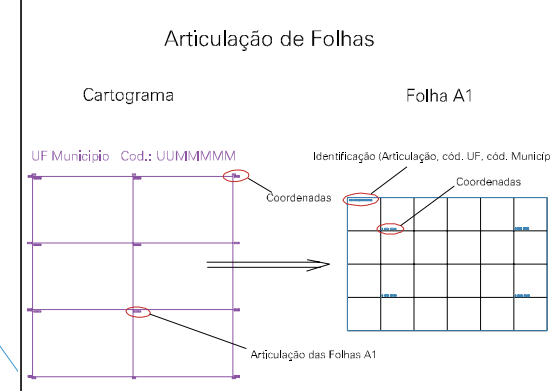 Articulação de Folhas
Cartograma
Folha A1
UF Municipio Cod.: UUMMMMM
Identificação (Articulação, cód. UF, cód. Municíp
Coordenadas
Coordenadas
Articulação das Folhas A1